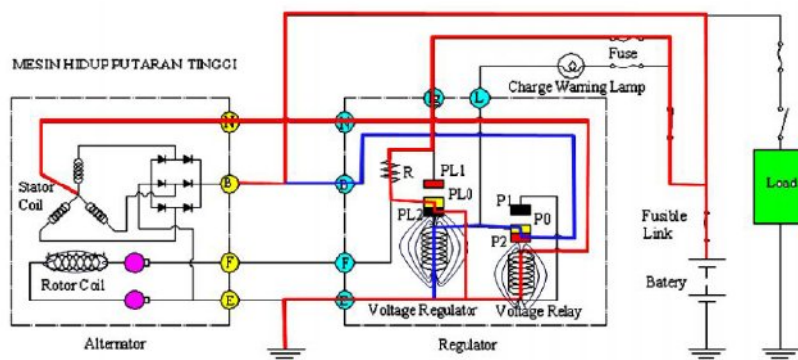 MESIN HIDUP PUTARAN TINGGI
Fuse
Charge Warning Lamp
L
N
N
Stator
Coil
B
B
R
PL1
PL0
PL2
P1
P0
P2
Load
Fusible
Link
F
F
Rotor Coil
E
E
Voltage Regulator
Voltage Relay
Batery
Alternator
Regulator